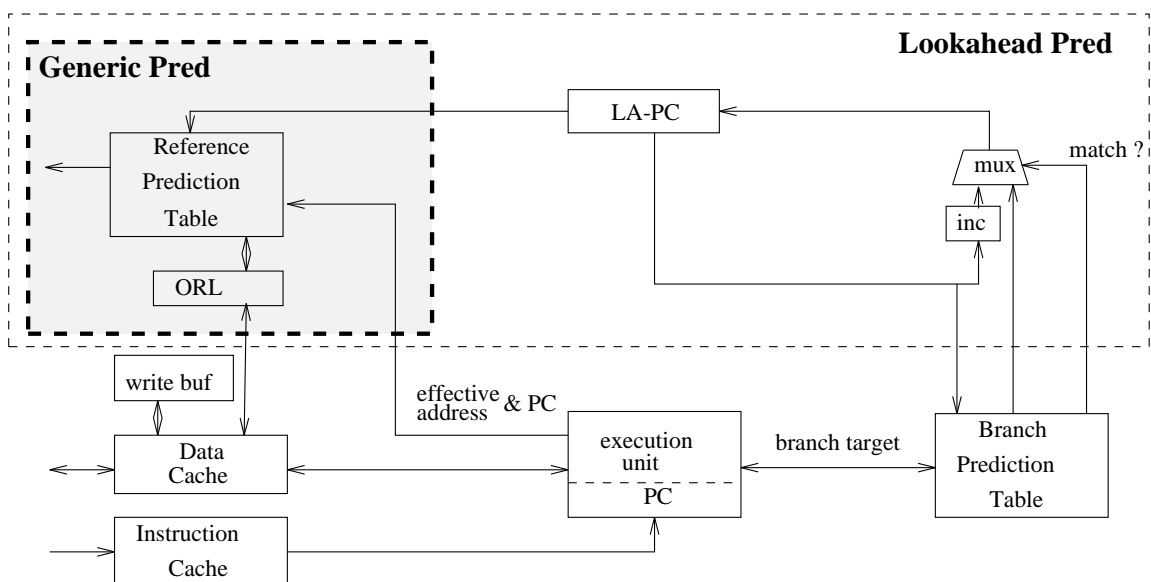 Lookahead Pred
Generic Pred
LA-PC
Reference
Prediction
Table
match ?
mux
inc
ORL
write buf
effective
address & PC
Data
Cache
execution
unit
PC
branch target
Branch
Prediction
Table
Instruction
Cache